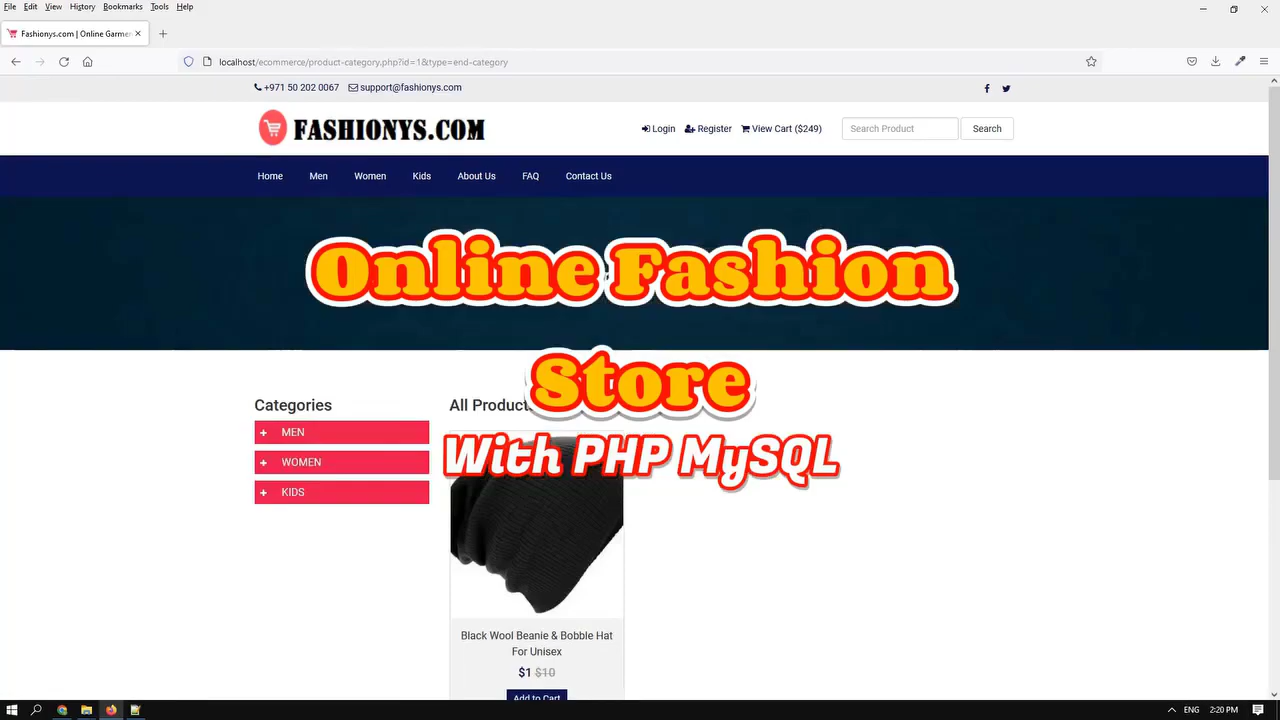 File Edit View History Bookmarks Tools Help
Fashionys.com | Online Garmen
localhost/ecommerce/product-category.php?id=1&type=end-category
+971 50 202 0067 support@fashionys.com
FASHIONYS.COM
Login Register View Cart ($249) Search Product Search
Home Men Women Kids About Us FAQ Contact Us
Online Fashion
Store
With PHP MySQL
Categories
MEN
WOMEN
KIDS
All Product
Black Wool Beanie & Bobble Hat
For Unisex
$1 $10
Add to Cart
ENG 2:20 PM